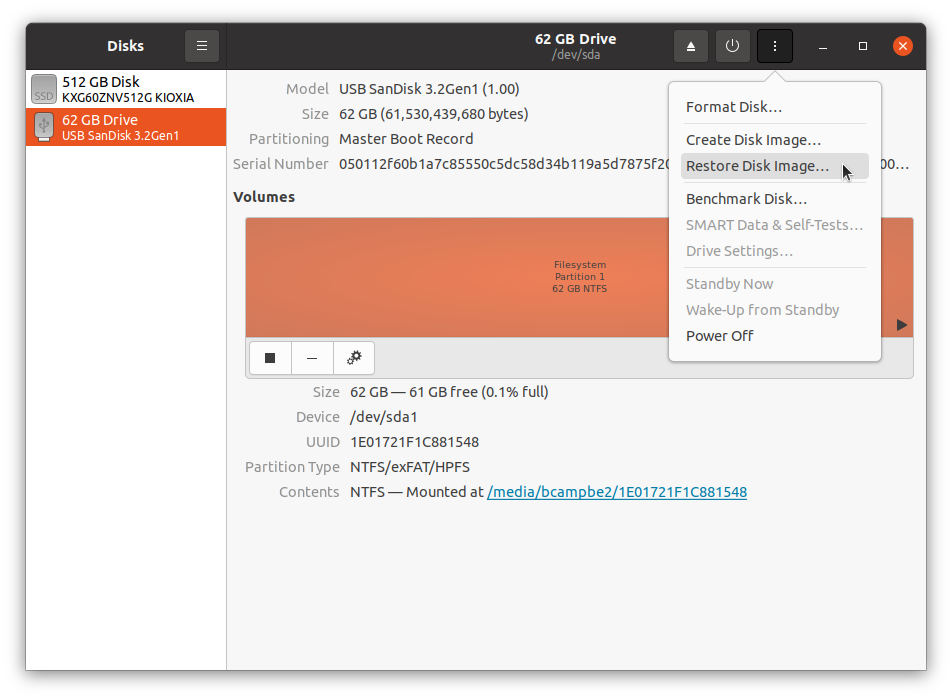 Disks
62 GB Drive
/dev/sda
SSD
512 GB Disk
KXG60ZNV512G KIOXIA
62 GB Drive
USB SanDisk 3.2Gen1
Model USB SanDisk 3.2Gen1 (1.00)
Size 62 GB (61,530,439,680 bytes)
Partitioning Master Boot Record
Serial Number 050112f60b1a7c85550c5dc58d34b119a5d7875f20 00…
Volumes
Filesystem
Partition 1
62 GB NTFS
Size 62 GB — 61 GB free (0.1% full)
Device /dev/sda1
UUID 1E01721F1C881548
Partition Type NTFS/exFAT/HPFS
Contents NTFS — Mounted at /media/bcampbe2/1E01721F1C881548
Format Disk…
Create Disk Image…
Restore Disk Image…
Benchmark Disk…
SMART Data & Self-Tests…
Drive Settings…
Standby Now
Wake-Up from Standby
Power Off